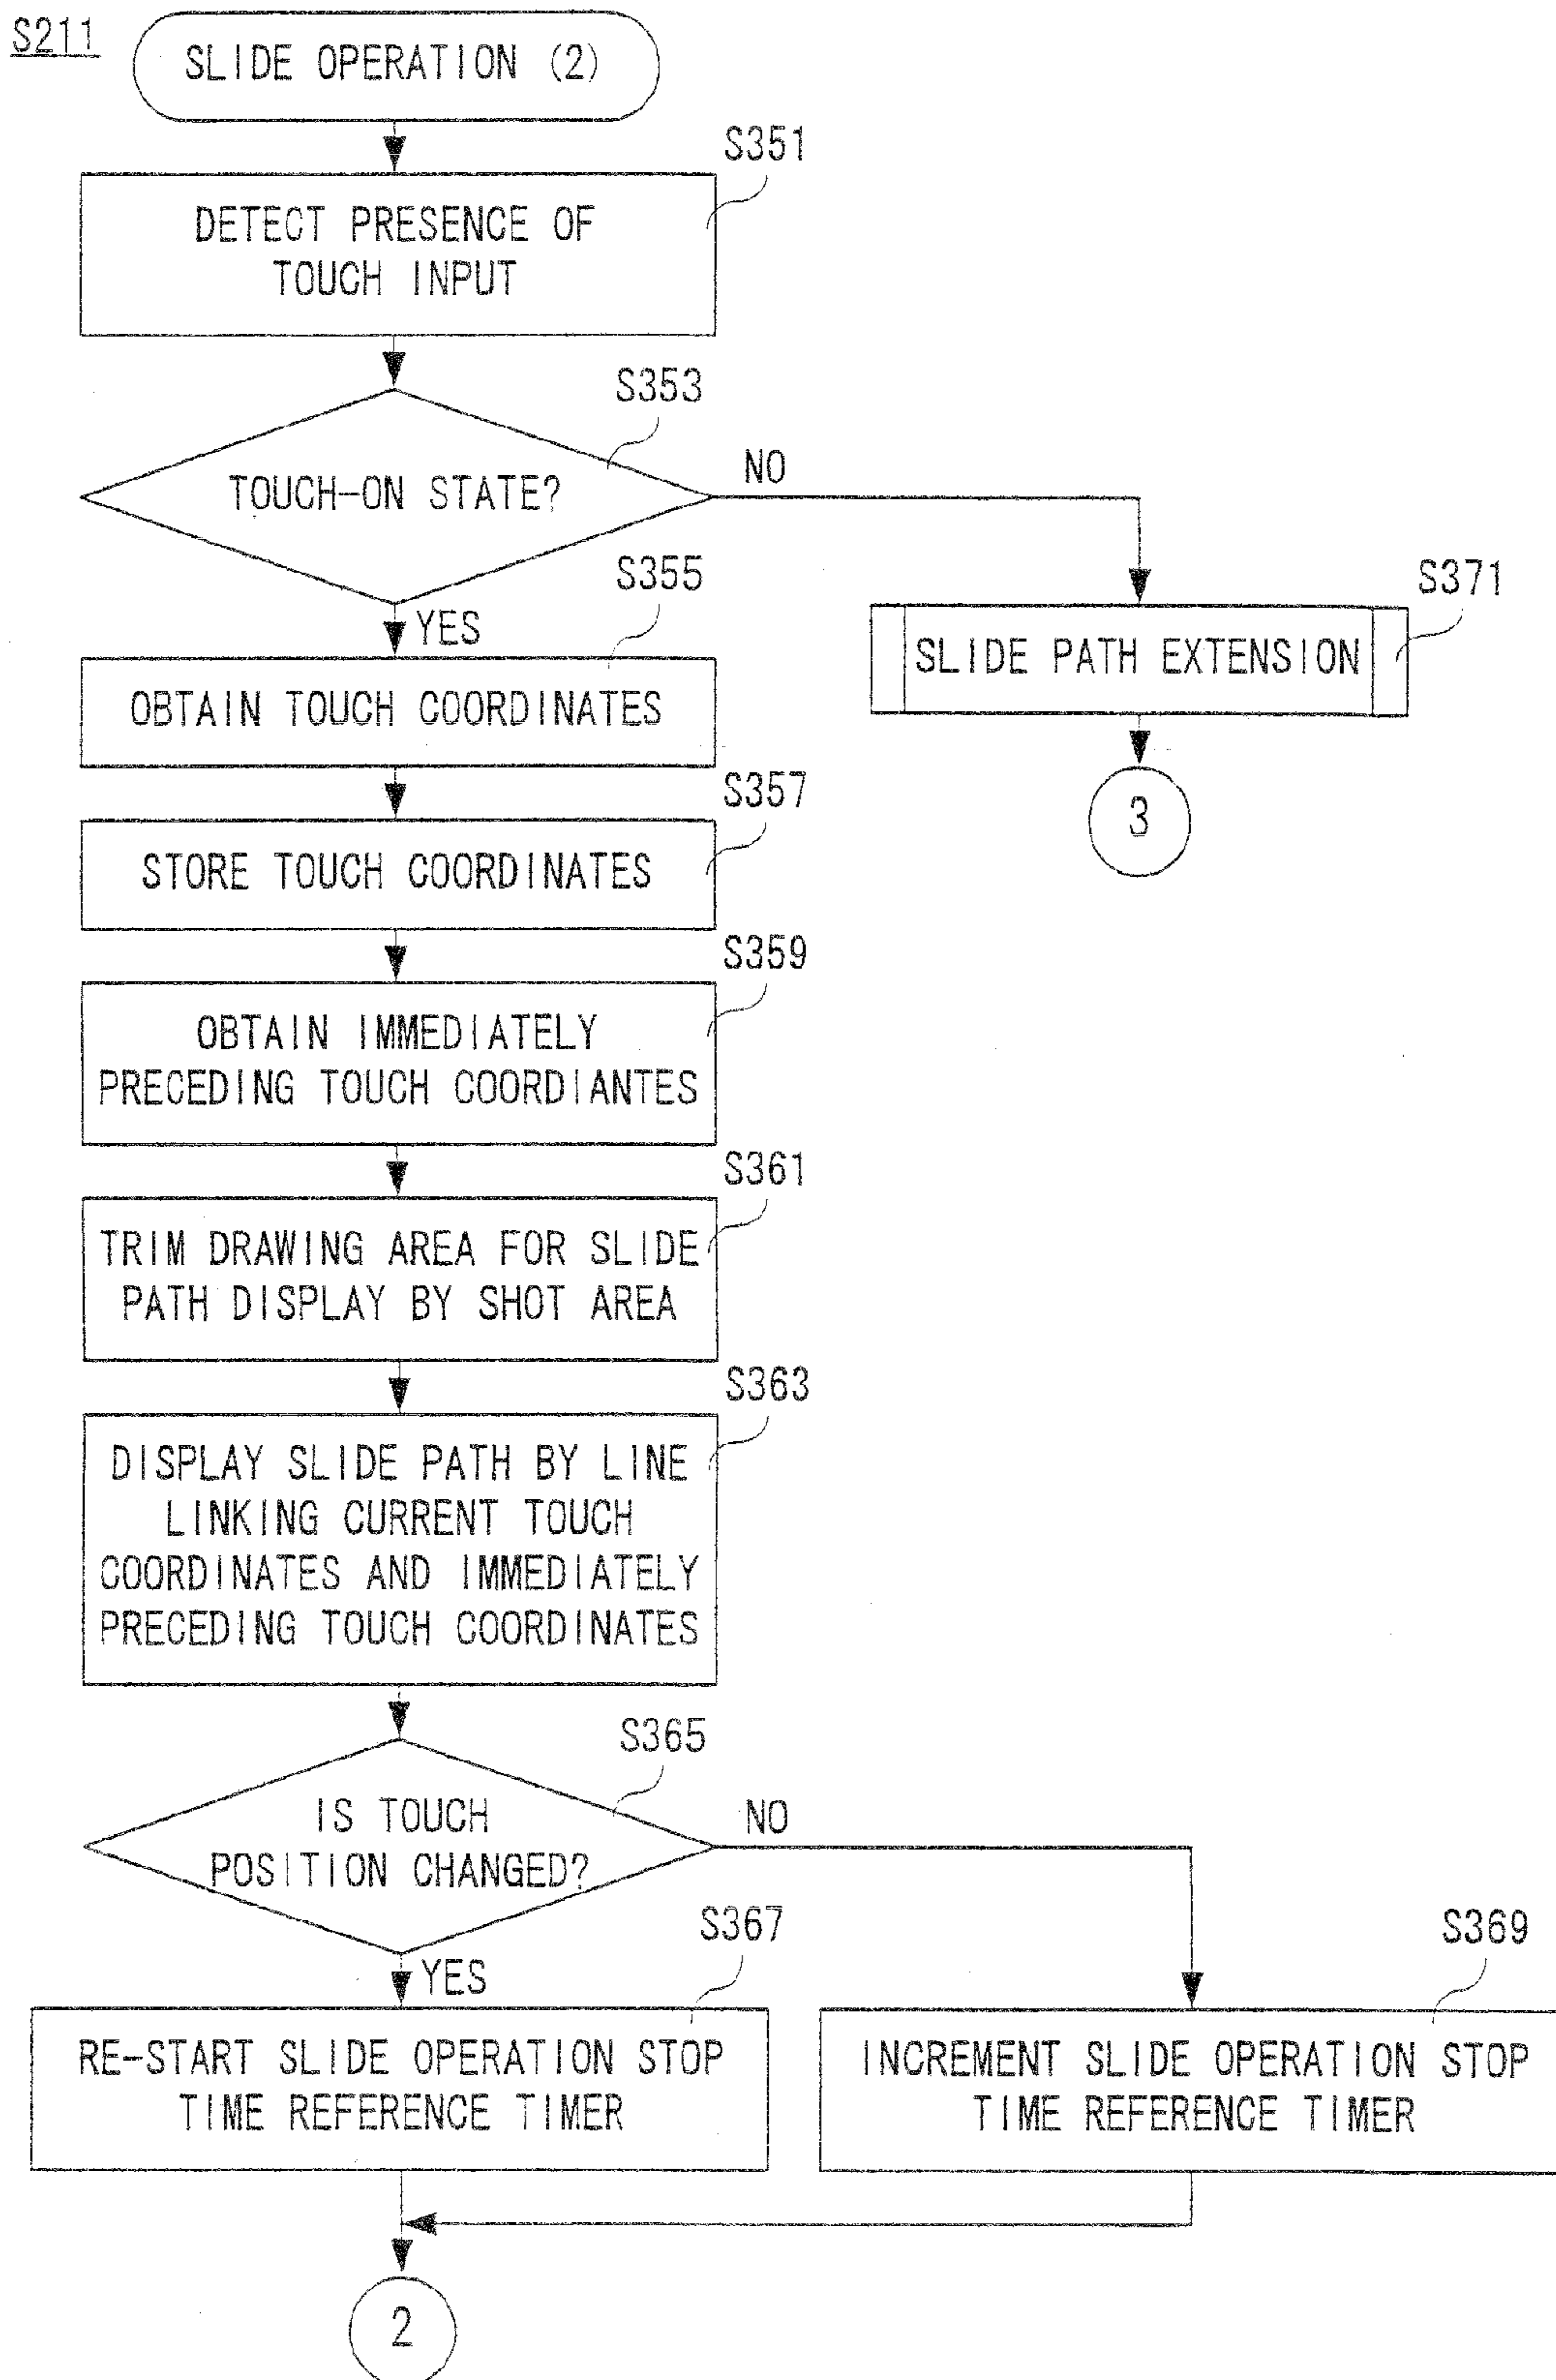 S211
SLIDE OPERATION (2)
S351
DETECT PRESENCE OF
TOUCH INPUT
S353
TOUCH-ON STATE?
NO
YES
S355
OBTAIN TOUCH COORDINATES
S371
SLIDE PATH EXTENSION
3
S357
STORE TOUCH COORDINATES
S359
OBTAIN IMMEDIATELY
PRECEDING TOUCH COORDIANTES
S361
TRIM DRAWING AREA FOR SLIDE
PATH DISPLAY BY SHOT AREA
S363
DISPLAY SLIDE PATH BY LINE
LINKING CURRENT TOUCH
COORDINATES AND IMMEDIATELY
PRECEDING TOUCH COORDINATES
S365
IS TOUCH
POSITION CHANGED?
NO
YES
S367
RE-START SLIDE OPERATION STOP
TIME REFERENCE TIMER
S369
INCREMENT SLIDE OPERATION STOP
TIME REFERENCE TIMER
2